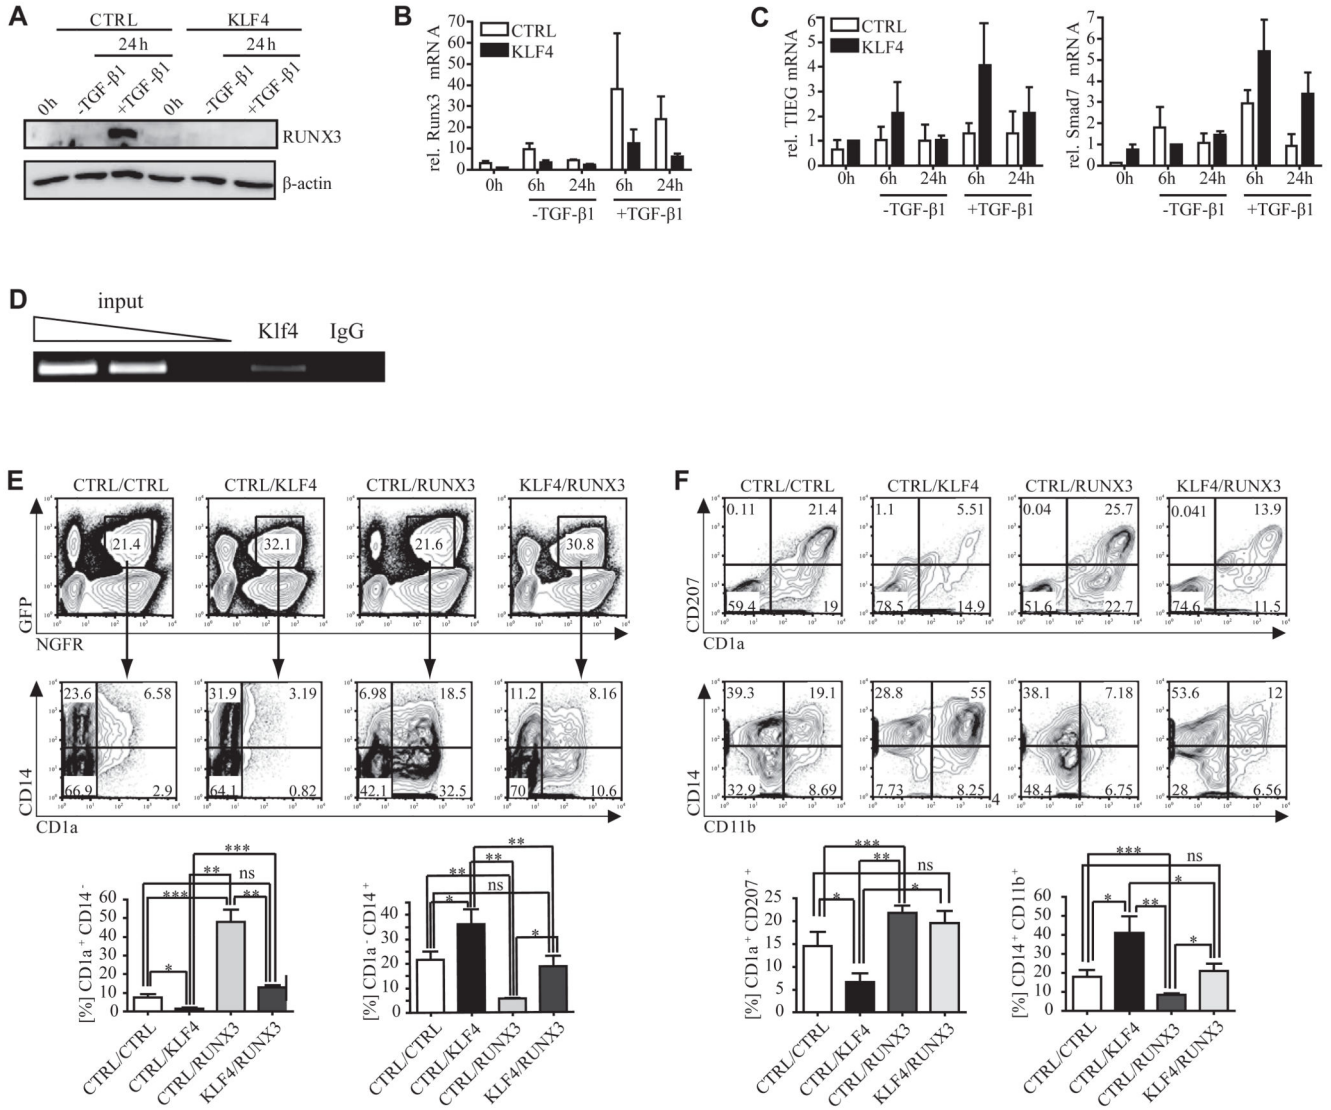 A
CTRL KLF4
24h 24h
0h -TGF-β1 +TGF-β1 0h -TGF-β1 +TGF-β1
RUNX3
β-actin
B
rel. Runx3 mRNA
70
60
50
40
30
20
10
0
CTRL
KLF4
0h 6h 24h 6h 24h
-TGF-β1 +TGF-β1
C
rel. TIEG mRNA
6
5
4
3
2
1
0
CTRL
KLF4
0h 6h 24h 6h 24h
-TGF-β1 +TGF-β1
rel. Smad7 mRNA
7
6
5
4
3
2
1
0
0h 6h 24h 6h 24h
-TGF-β1 +TGF-β1
D
input Klf4 IgG
E
CTRL/CTRL CTRL/KLF4 CTRL/RUNX3 KLF4/RUNX3
21.4 32.1 21.6 30.8
GFP
NGFR
23.6 6.58 31.9 3.19 6.98 18.5 11.2 8.16
66.9 2.9 64.1 0.82 42.1 32.5 70 10.6
CD14
CD1a
[%] CD1a+ CD14-
60
50
40
30
20
10
0
***
**
ns
*** **
*
CTRL/CTRL
CTRL/KLF4
CTRL/RUNX3
KLF4/RUNX3
[%] CD1a- CD14+
40
30
20
10
0
**
**
**
ns
*
*
CTRL/CTRL
CTRL/KLF4
CTRL/RUNX3
KLF4/RUNX3
F
CTRL/CTRL CTRL/KLF4 CTRL/RUNX3 KLF4/RUNX3
0.11 21.4 1.1 5.51 0.04 25.7 0.041 13.9
59.4 19 78.5 14.9 51.6 22.7 74.6 11.5
CD207
CD1a
39.3 19.1 28.8 55 38.1 7.18 53.6 12
32.9 8.69 7.73 8.25 48.4 6.75 28 6.56
4
CD14
CD11b
[%] CD1a+ CD207+
25
20
15
10
5
0
***
**
ns
* *
CTRL/CTRL
CTRL/KLF4
CTRL/RUNX3
KLF4/RUNX3
[%] CD14+ CD11b+
60
50
40
30
20
10
0
***
ns
*
* **
*
CTRL/CTRL
CTRL/KLF4
CTRL/RUNX3
KLF4/RUNX3